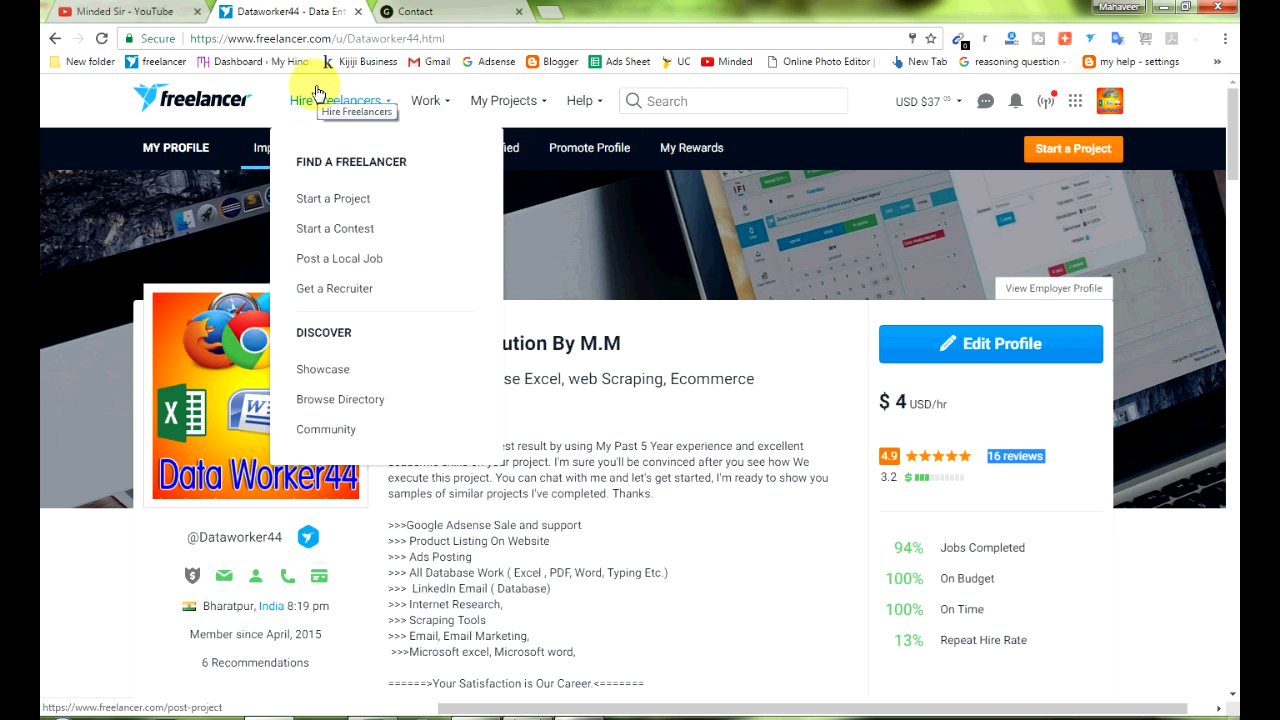 Minded Sir - YouTube
Dataworker44 - Data Ent
Contact
Mahaveer
Secure
https://www.freelancer.com/u/Dataworker44.html
New folder
freelancer
Dashboard : My Hind
Kijiji Business
Gmail
Adsense
Blogger
Ads Sheet
UC
Minded
Online Photo Editor
New Tab
reasoning question
my help - settings
freelancer
Hire Freelancers
Work
My Projects
Help
Search
USD $37 05
Hire Freelancers
MY PROFILE
Promote Profile
My Rewards
Start a Project
FIND A FREELANCER
Start a Project
Start a Contest
Post a Local Job
Get a Recruiter
DISCOVER
Showcase
Browse Directory
Community
View Employer Profile
ution By M.M
Edit Profile
se Excel, web Scraping, Ecommerce
$ 4 USD/hr
est result by using My Past 5 Year experience and excellent
on your project. I'm sure you'll be convinced after you see how We
execute this project. You can chat with me and let's get started, I'm ready to show you
samples of similar projects I've completed. Thanks.
4.9
16 reviews
3.2
Data Worker44
>>>Google Adsense Sale and support
>>> Product Listing On Website
>>> Ads Posting
>>> All Database Work ( Excel , PDF, Word, Typing Etc.)
>>> LinkedIn Email ( Database)
>>> Internet Research,
>>> Scraping Tools
>>> Email, Email Marketing,
>>>Microsoft excel, Microsoft word,
======>Your Satisfaction is Our Career.<=======
@Dataworker44
Bharatpur, India 8:19 pm
Member since April, 2015
6 Recommendations
94% Jobs Completed
100% On Budget
100% On Time
13% Repeat Hire Rate
https://www.freelancer.com/post-project